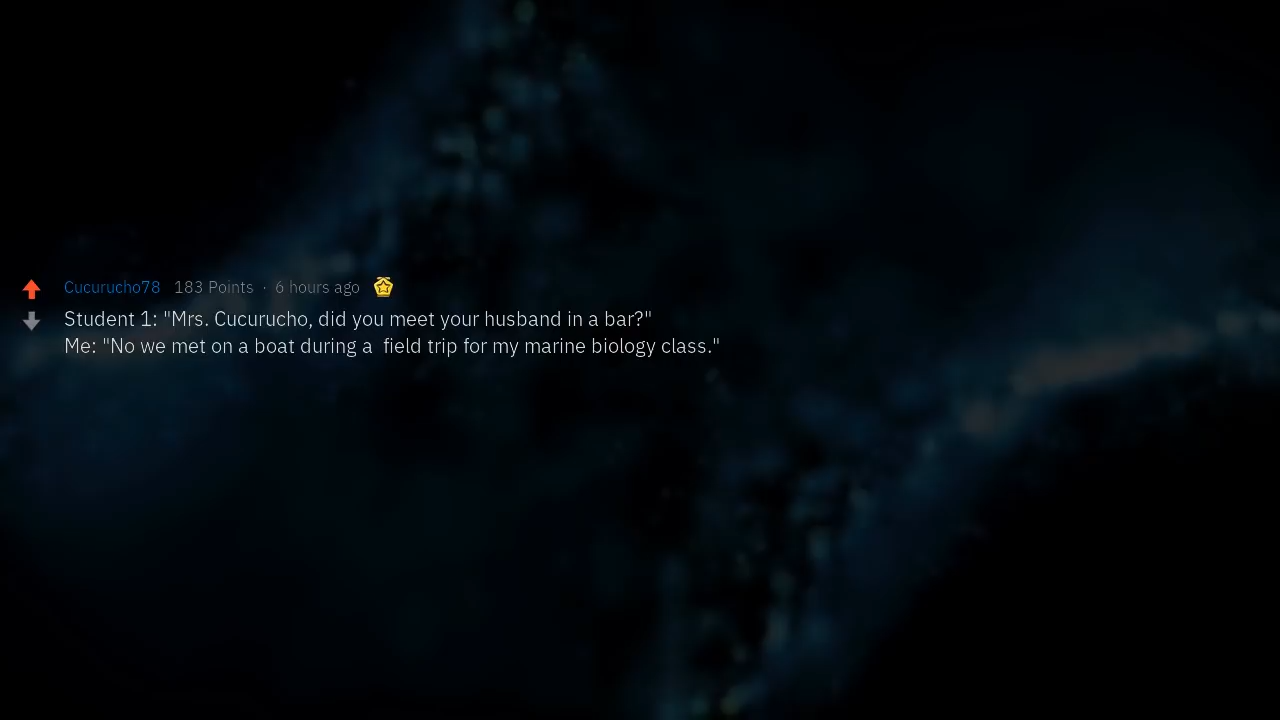 Cucurucho78 183 Points · 6 hours ago
Student 1: "Mrs. Cucurucho, did you meet your husband in a bar?"
Me: "No we met on a boat during a  field trip for my marine biology class."